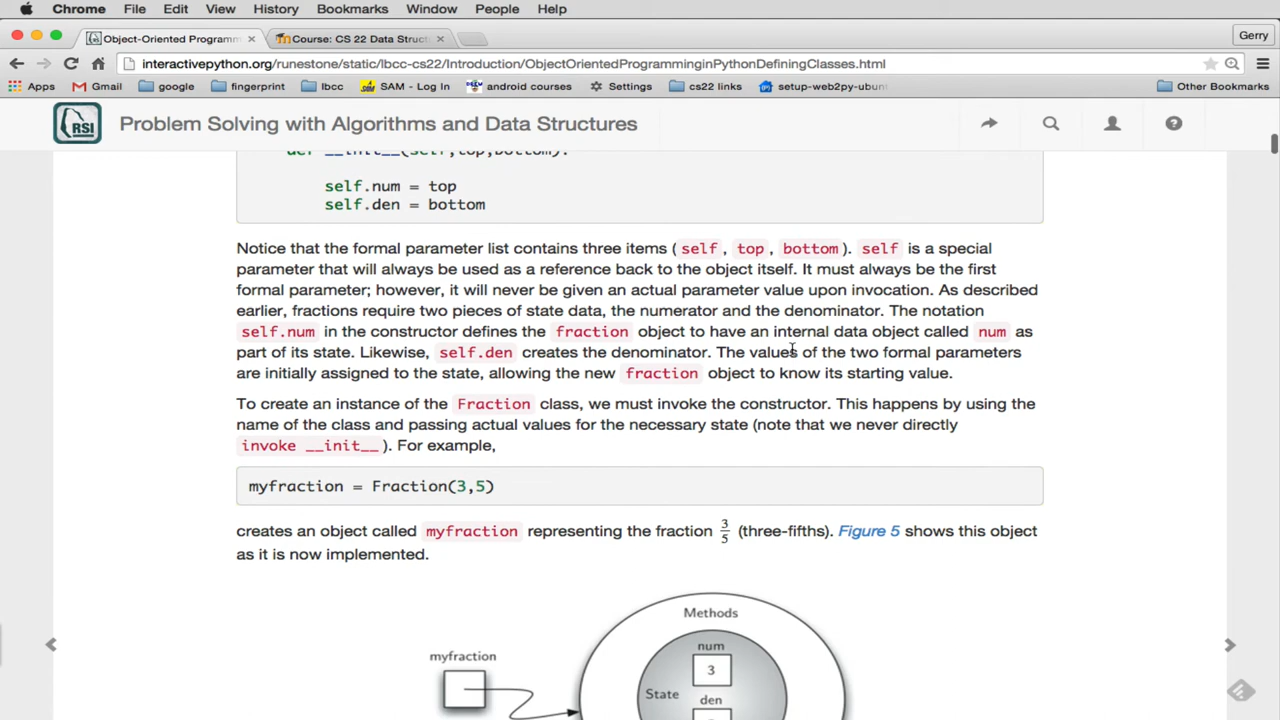 Chrome File Edit View History Bookmarks Window People Help
Object-Oriented Programm
Course: CS 22 Data Struct
Gerry
interactivepython.org/runestone/static/lbcc-cs22/Introduction/ObjectOrientedProgramminginPythonDefiningClasses.html
Apps Gmail google fingerprint lbcc SAM - Log In android courses Settings cs22 links setup-web2py-ubun Other Bookmarks
RSI Problem Solving with Algorithms and Data Structures
def __init__(self,top,bottom):
self.num = top
self.den = bottom
Notice that the formal parameter list contains three items ( self , top , bottom ). self is a special
parameter that will always be used as a reference back to the object itself. It must always be the first
formal parameter; however, it will never be given an actual parameter value upon invocation. As described
earlier, fractions require two pieces of state data, the numerator and the denominator. The notation
self.num in the constructor defines the fraction object to have an internal data object called num as
part of its state. Likewise, self.den creates the denominator. The values of the two formal parameters
are initially assigned to the state, allowing the new fraction object to know its starting value.
To create an instance of the Fraction class, we must invoke the constructor. This happens by using the
name of the class and passing actual values for the necessary state (note that we never directly
invoke __init__ ). For example,
myfraction = Fraction(3,5)
creates an object called myfraction representing the fraction 3/5 (three-fifths). Figure 5 shows this object
as it is now implemented.
Methods
num
myfraction
3
State
den